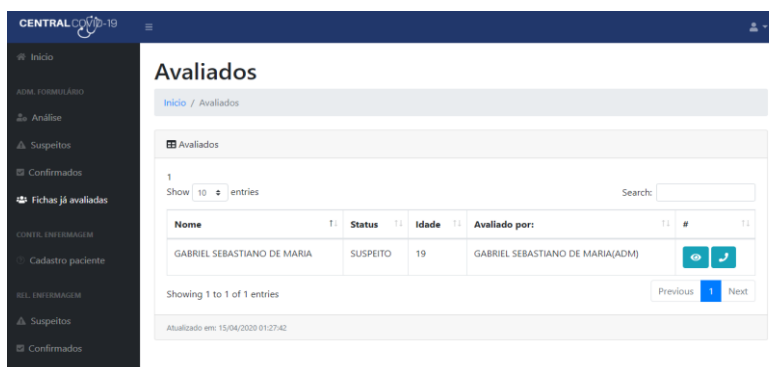 CENTRAL COVID-19
Início
ADM. FORMULÁRIO
Análise
Suspeitos
Confirmados
Fichas já avaliadas
CONTR. ENFERMAGEM
Cadastro paciente
REL. ENFERMAGEM
Suspeitos
Confirmados
Avaliados
Inicio / Avaliados
Avaliados
1
Show 10 entries
Search:
Nome Status Idade Avaliado por: #
GABRIEL SEBASTIANO DE MARIA SUSPEITO 19 GABRIEL SEBASTIANO DE MARIA(ADM)
Showing 1 to 1 of 1 entries
Previous 1 Next
Atualizado em: 15/04/2020 01:27:42